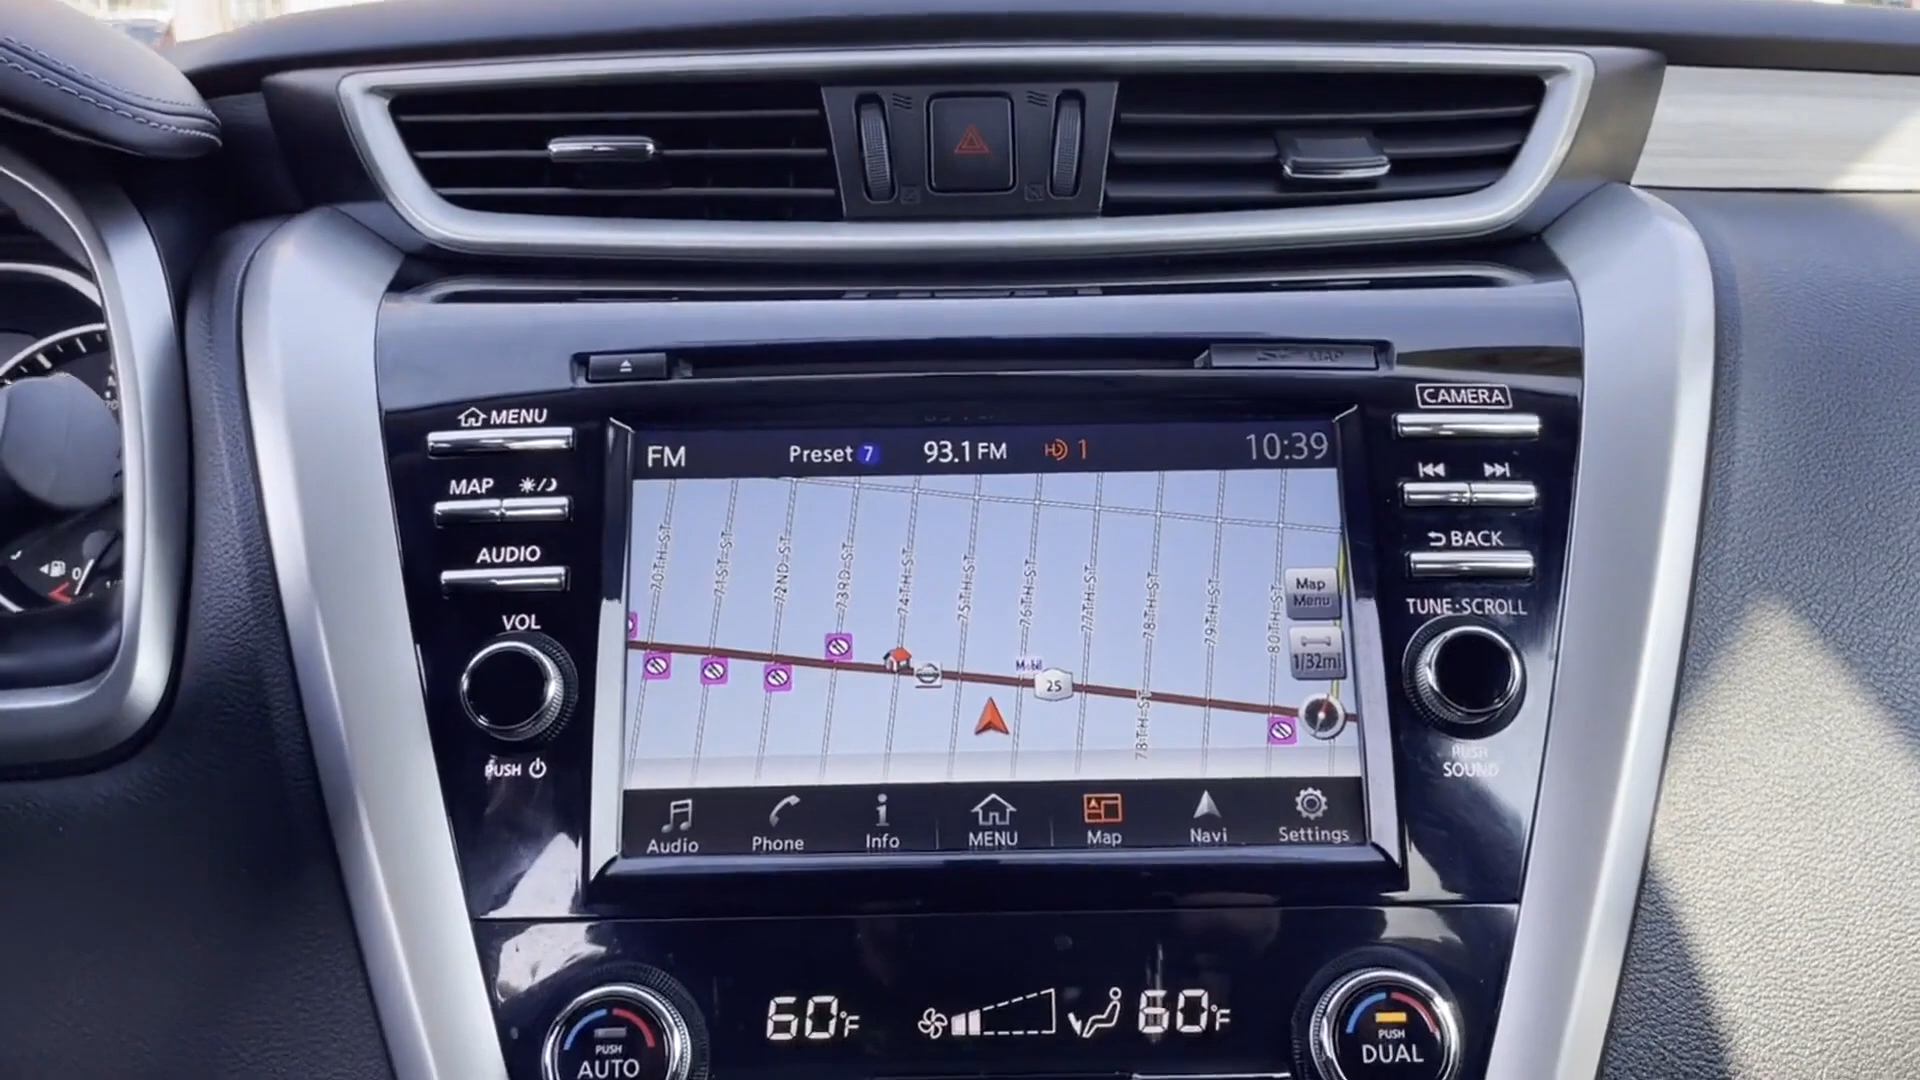 CAMERA
MENU
MAP
AUDIO
VOL
PUSH
BACK
TUNE·SCROLL
PUSH
SOUND
FM Preset 7 93.1 FM HD 1 10:39
70TH ST
71 ST
72ND ST
73RD ST
74TH ST
75TH ST
76TH ST
77TH ST
78TH ST
79TH ST
80TH ST
Map
Menu
1/32mi
Mobil
25
78TH ST
Audio Phone Info MENU Map Navi Settings
60°F 60°F
PUSH
AUTO
PUSH
DUAL
0